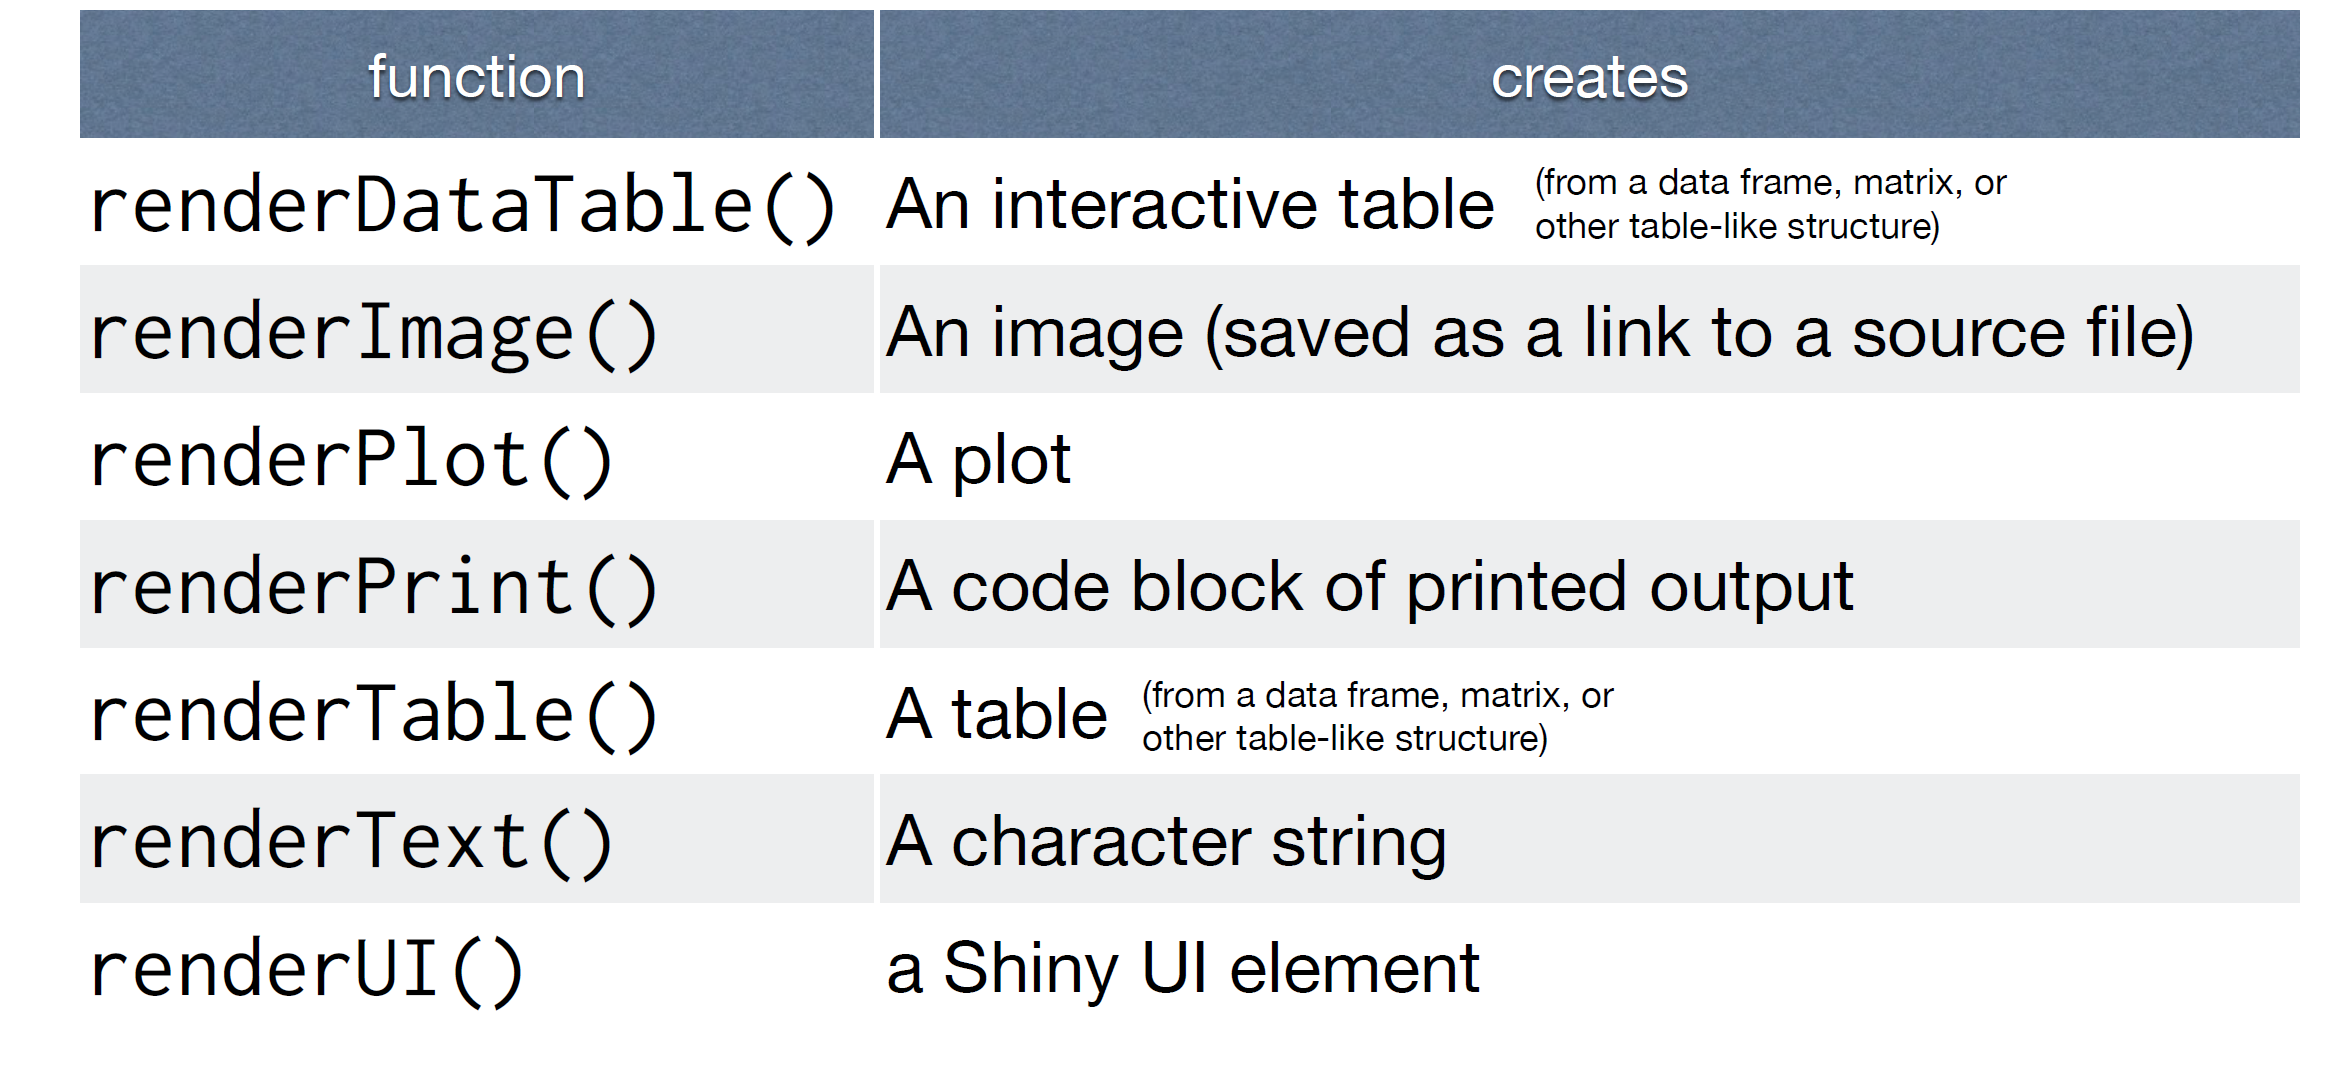 function creates
renderDataTable() An interactive table (from a data frame, matrix, or
other table-like structure)
renderImage() An image (saved as a link to a source file)
renderPlot() A plot
renderPrint() A code block of printed output
renderTable() A table (from a data frame, matrix, or
other table-like structure)
renderText() A character string
renderUI() a Shiny UI element